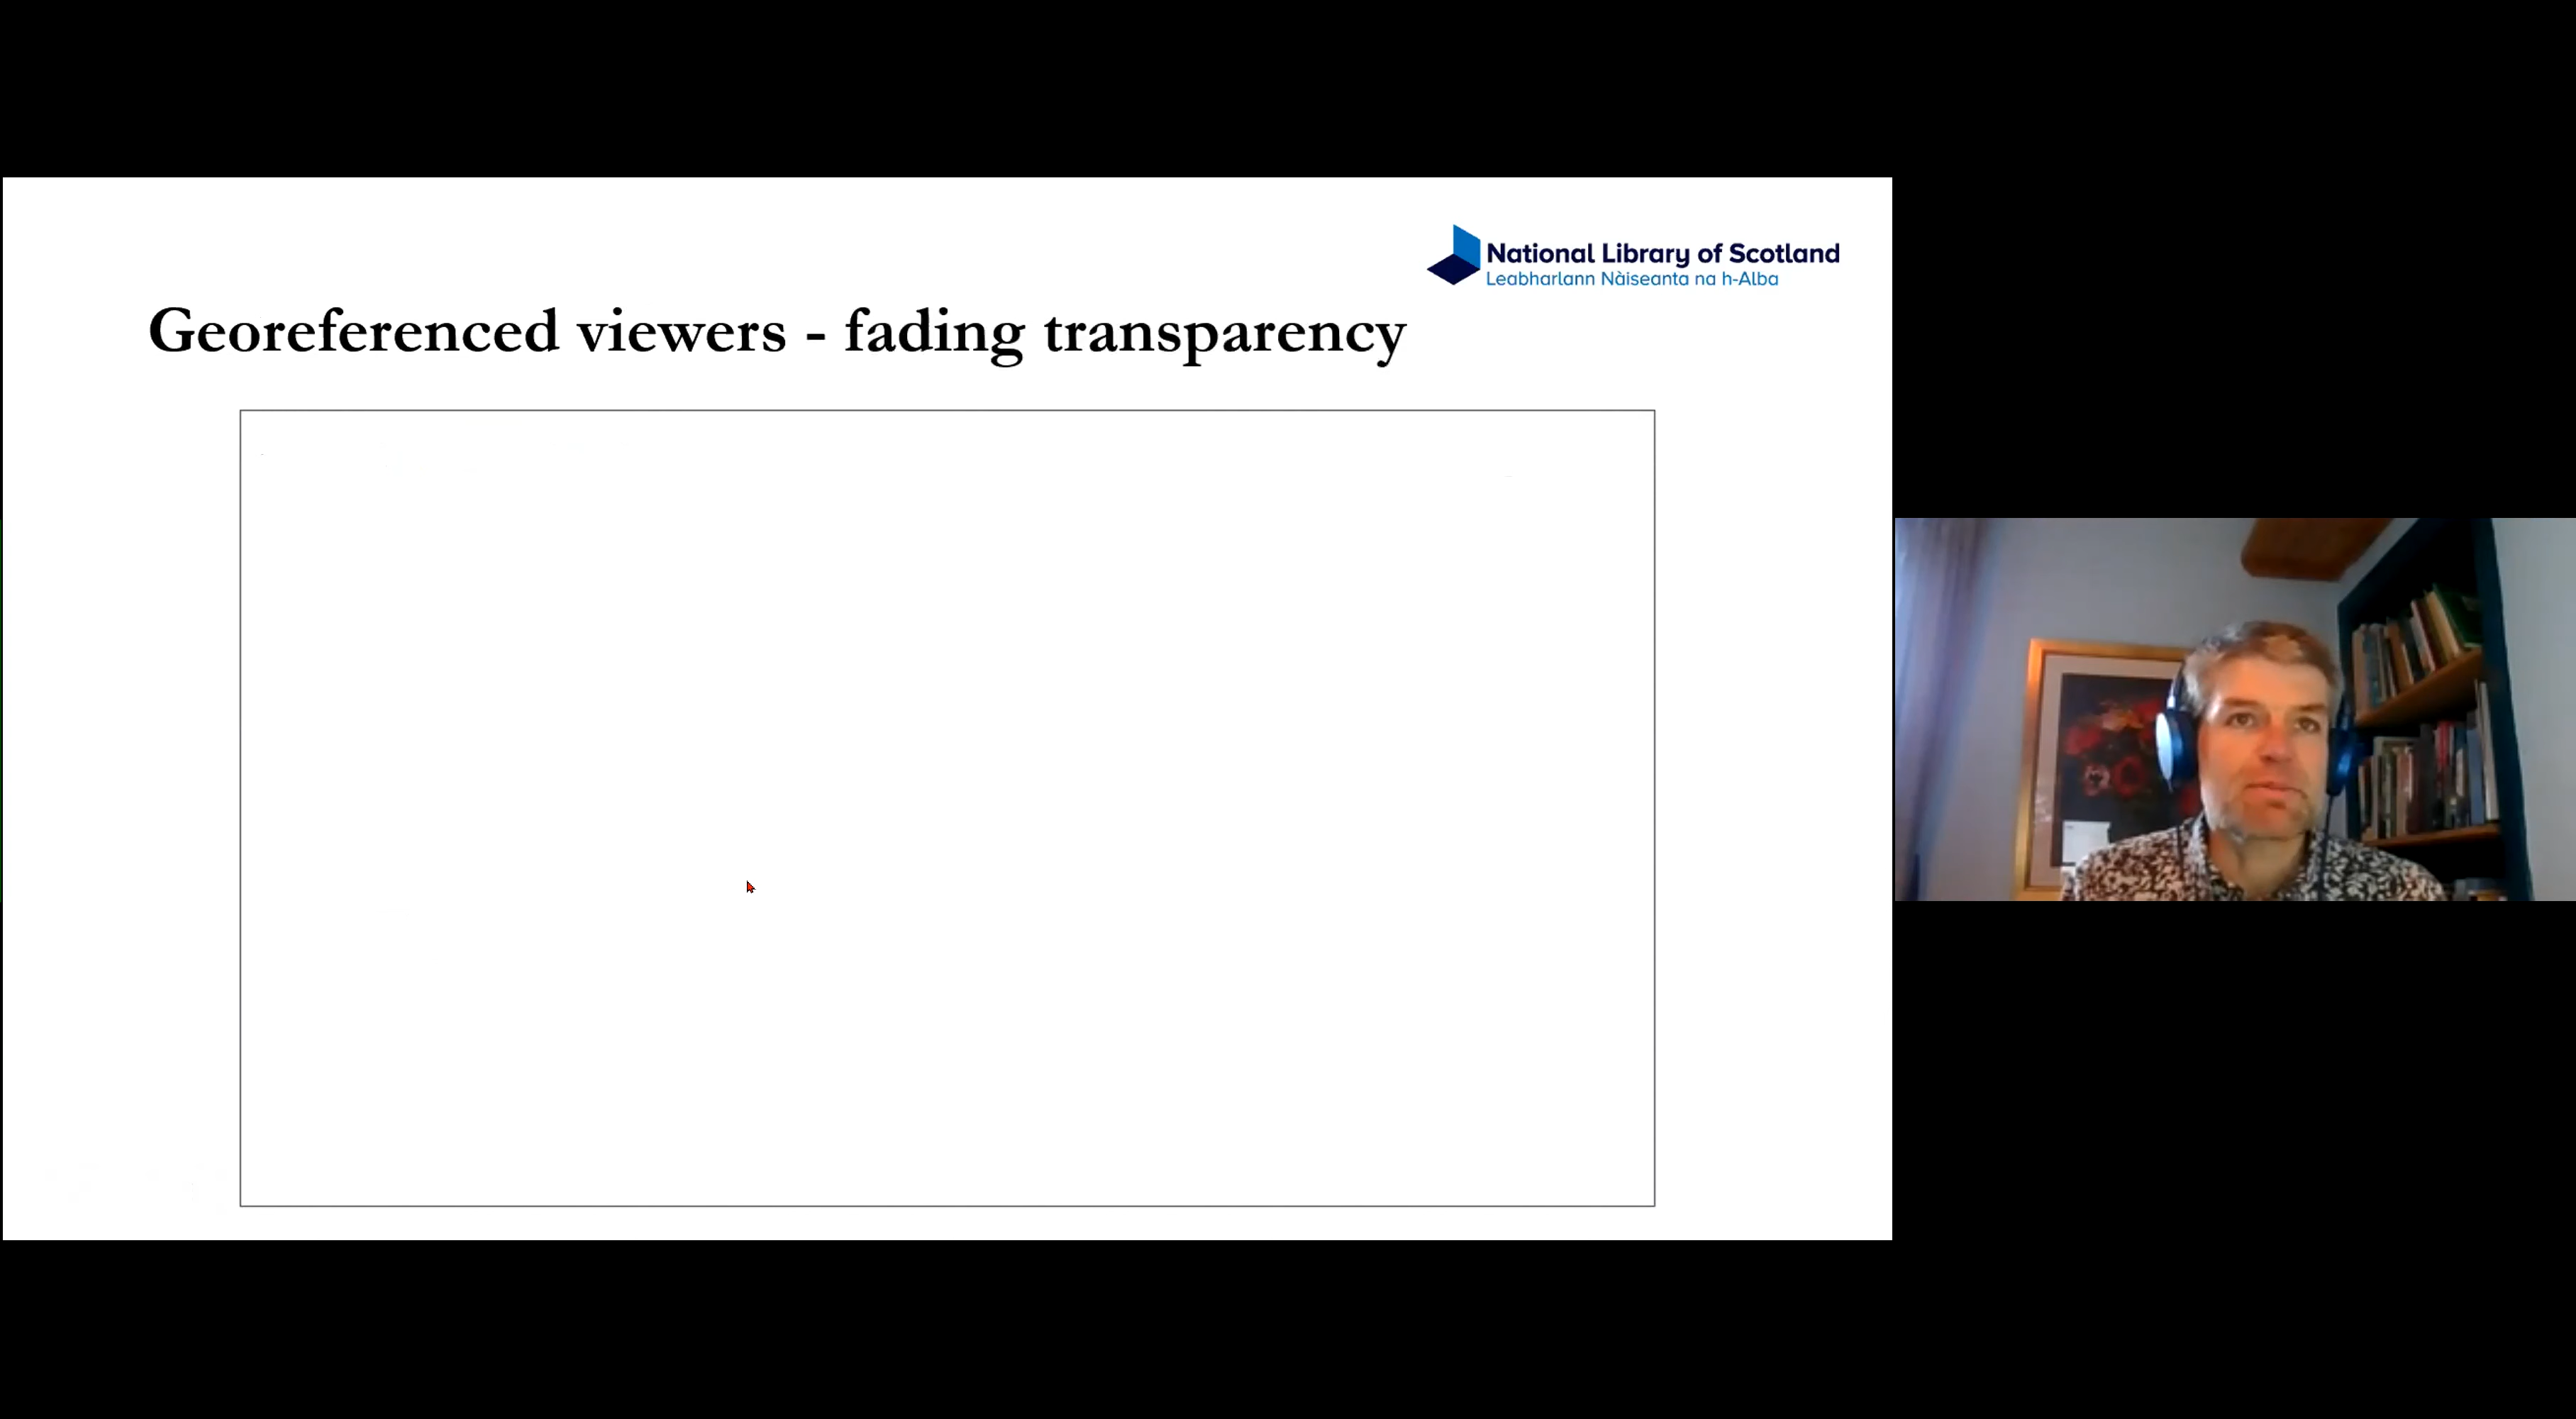 National Library of Scotland
Leabharlann Nàiseanta na h-Alba
Georeferenced viewers - fading transparency